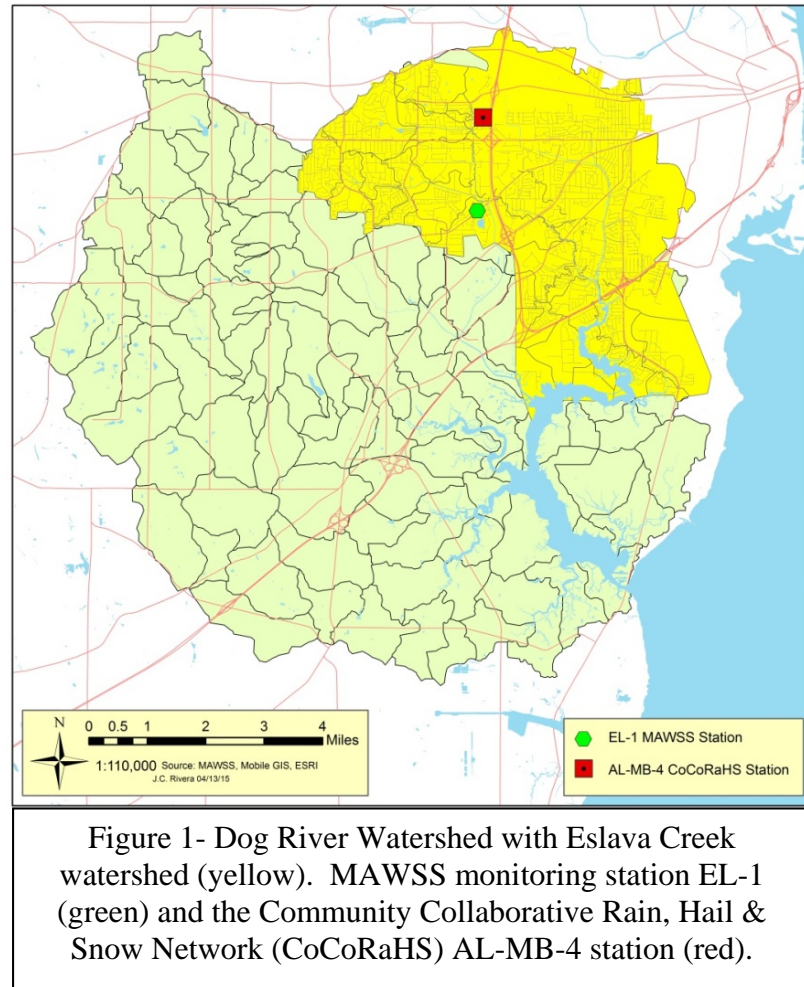 N
0 0.5 1 2 3 4
Miles
1:110,000 Source: MAWSS, Mobile GIS, ESRI
J.C. Rivera 04/13/15
EL-1 MAWSS Station
AL-MB-4 CoCoRaHS Station
Figure 1- Dog River Watershed with Eslava Creek
watershed (yellow). MAWSS monitoring station EL-1
(green) and the Community Collaborative Rain, Hail &
Snow Network (CoCoRaHS) AL-MB-4 station (red).